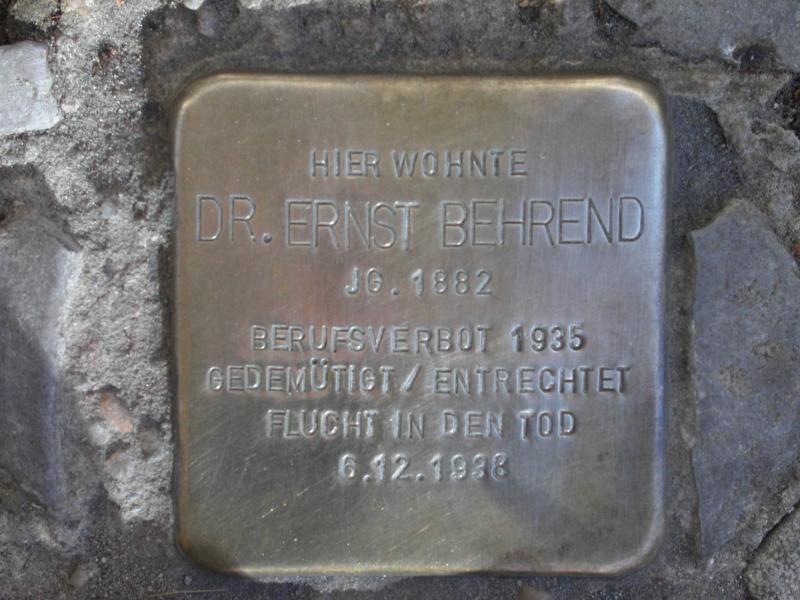 HIER WOHNTE
DR. ERNST BEHREND
JG. 1882
BERUFSVERBOT 1935
GEDEMÜTIGT / ENTRECHTET
FLUCHT IN DEN TOD
6.12.1938